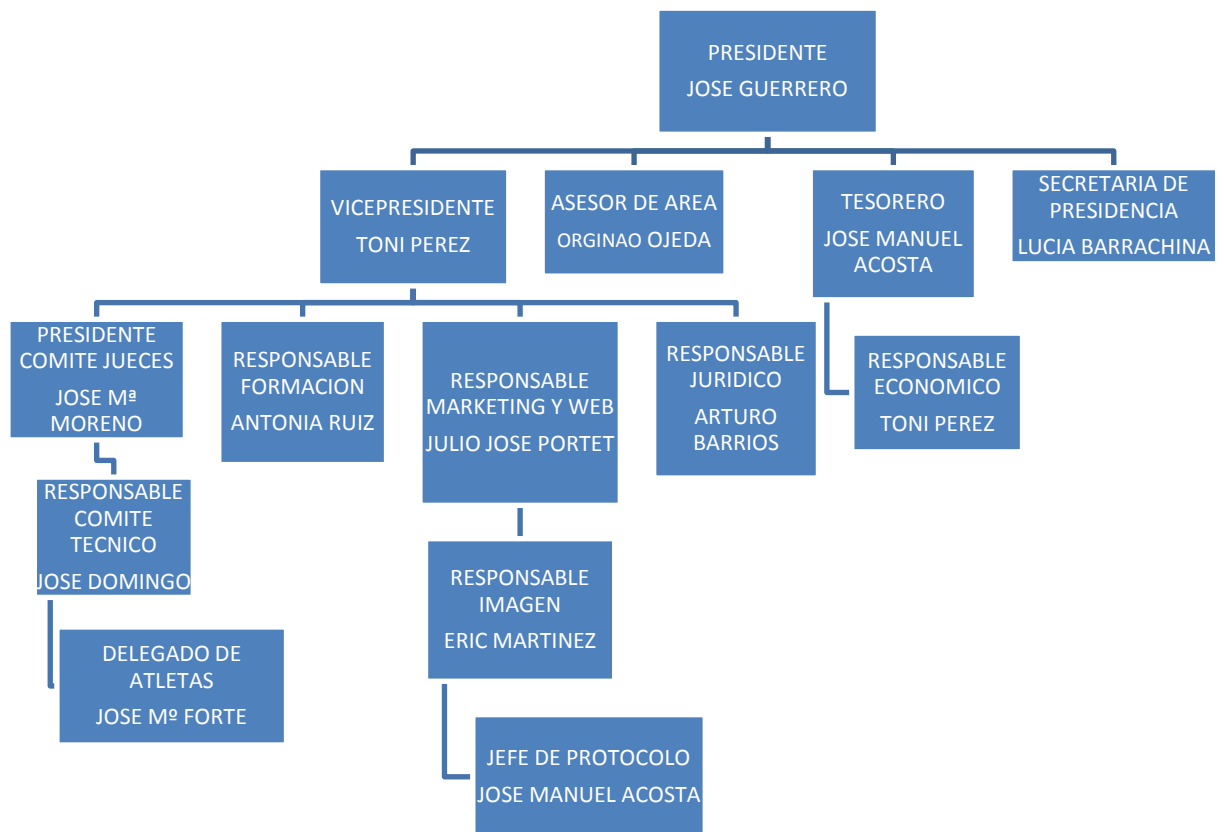 PRESIDENTE
JOSE GUERRERO
VICEPRESIDENTE
TONI PEREZ
ASESOR DE AREA
ORGINAO OJEDA
TESORERO
JOSE MANUEL
ACOSTA
SECRETARIA DE
PRESIDENCIA
LUCIA BARRACHINA
PRESIDENTE
COMITE JUECES
JOSE Mª
MORENO
RESPONSABLE
FORMACION
ANTONIA RUIZ
RESPONSABLE
MARKETING Y WEB
JULIO JOSE PORTET
RESPONSABLE
JURIDICO
ARTURO
BARRIOS
RESPONSABLE
ECONOMICO
TONI PEREZ
RESPONSABLE
COMITE
TECNICO
JOSE DOMINGO
RESPONSABLE
IMAGEN
ERIC MARTINEZ
DELEGADO DE
ATLETAS
JOSE Mº FORTE
JEFE DE PROTOCOLO
JOSE MANUEL ACOSTA